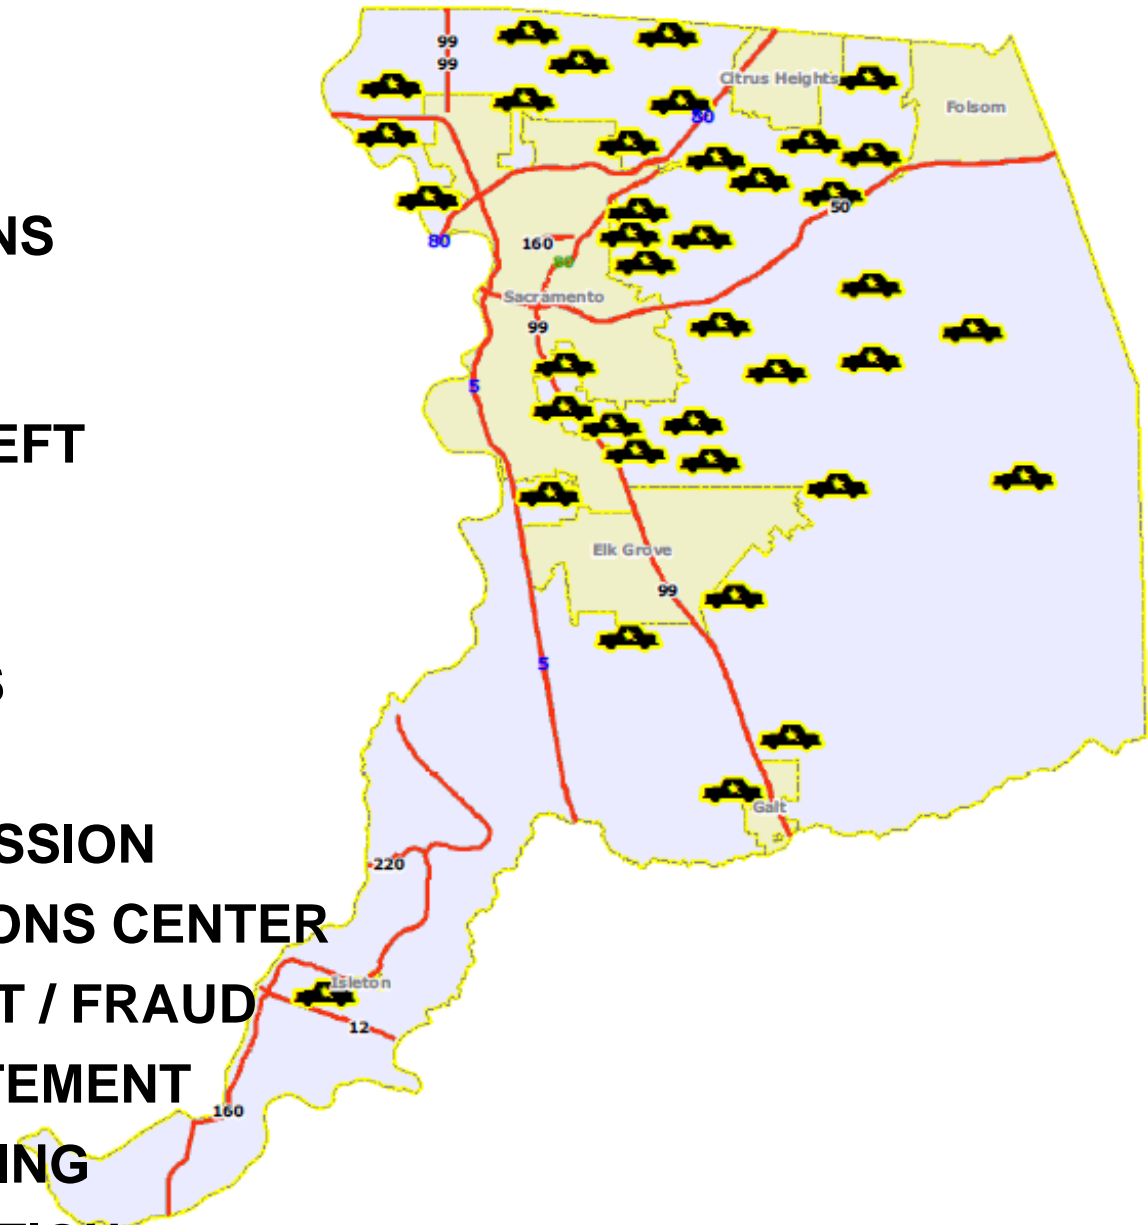 99
99
Citrus Heights
Folsom
80
50
NS
80
160
80
Sacramento
99
5
EFT
Elk Grove
99
5
S
Galt
SSION
220
ONS CENTER
Isleton
T / FRAUD
12
TEMENT
160
ING
TION